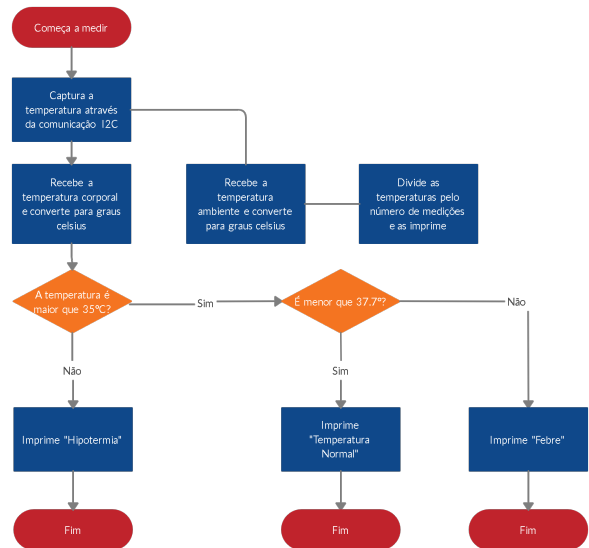 Começa a medir
Captura a
temperatura através
da comunicação I2C
Recebe a
temperatura corporal
e converte para graus
celsius
Recebe a
temperatura
ambiente e converte
para graus celsius
Divide as
temperaturas pelo
número de medições
e as imprime
A temperatura é
maior que 35°C?
Sim
É menor que 37.7°?
Não
Não
Sim
Imprime "Hipotermia"
Imprime
"Temperatura
Normal"
Imprime "Febre"
Fim
Fim
Fim